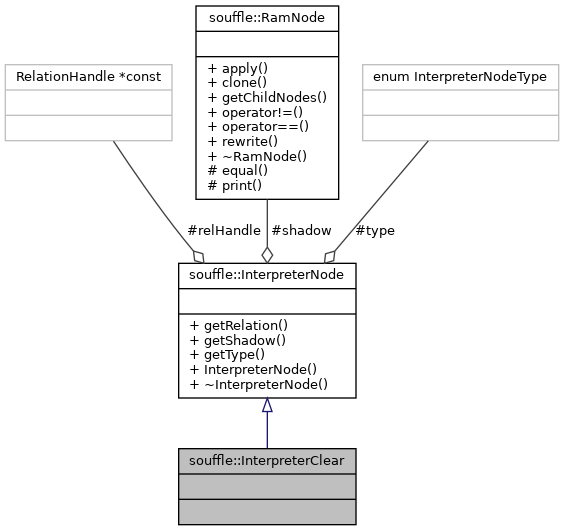 souffle::RamNode
+ apply()
+ clone()
+ getChildNodes()
+ operator!=()
+ operator==()
+ rewrite()
+ ~RamNode()
# equal()
# print()
RelationHandle *const
enum InterpreterNodeType
#relHandle
#shadow
#type
souffle::InterpreterNode
+ getRelation()
+ getShadow()
+ getType()
+ InterpreterNode()
+ ~InterpreterNode()
souffle::InterpreterClear